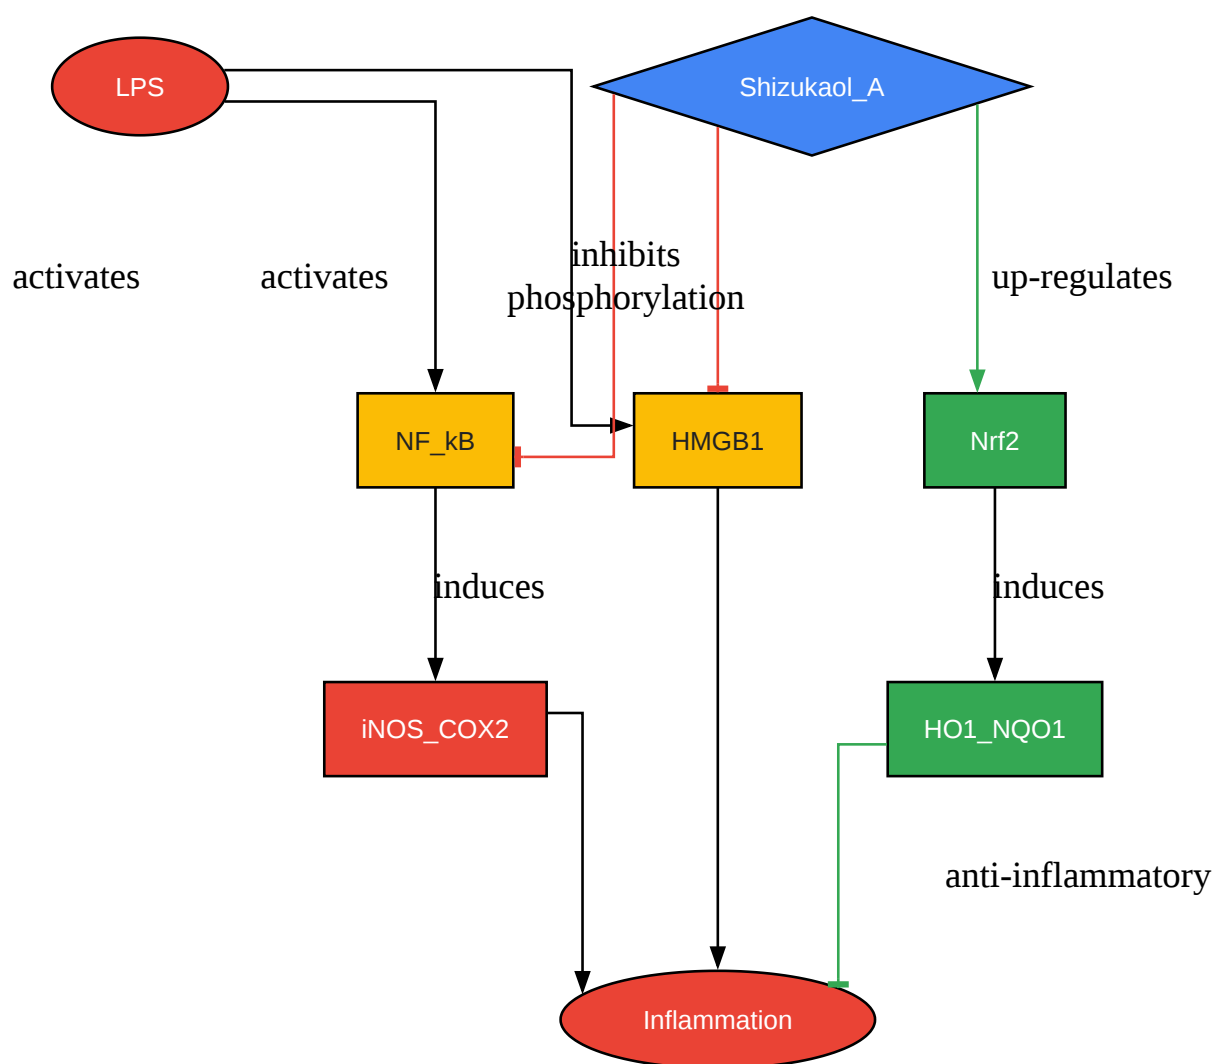 LPS
Shizukaol_A
activates
activates
inhibits
phosphorylation
up-regulates
NF_kB
HMGB1
Nrf2
induces
induces
iNOS_COX2
HO1_NQO1
anti-inflammatory
Inflammation